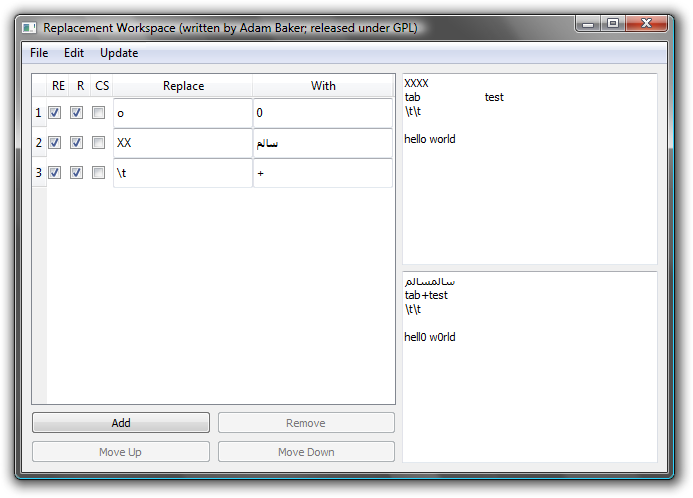 Replacement Workspace (written by Adam Baker; released under GPL)
File Edit Update
RE R CS Replace With
1 o 0
2 XX سالم
3 \t +
Add Remove
Move Up Move Down
XXXX
tab test
\t\t
hello world
سالمسالم
tab+test
\t\t
hell0 w0rld